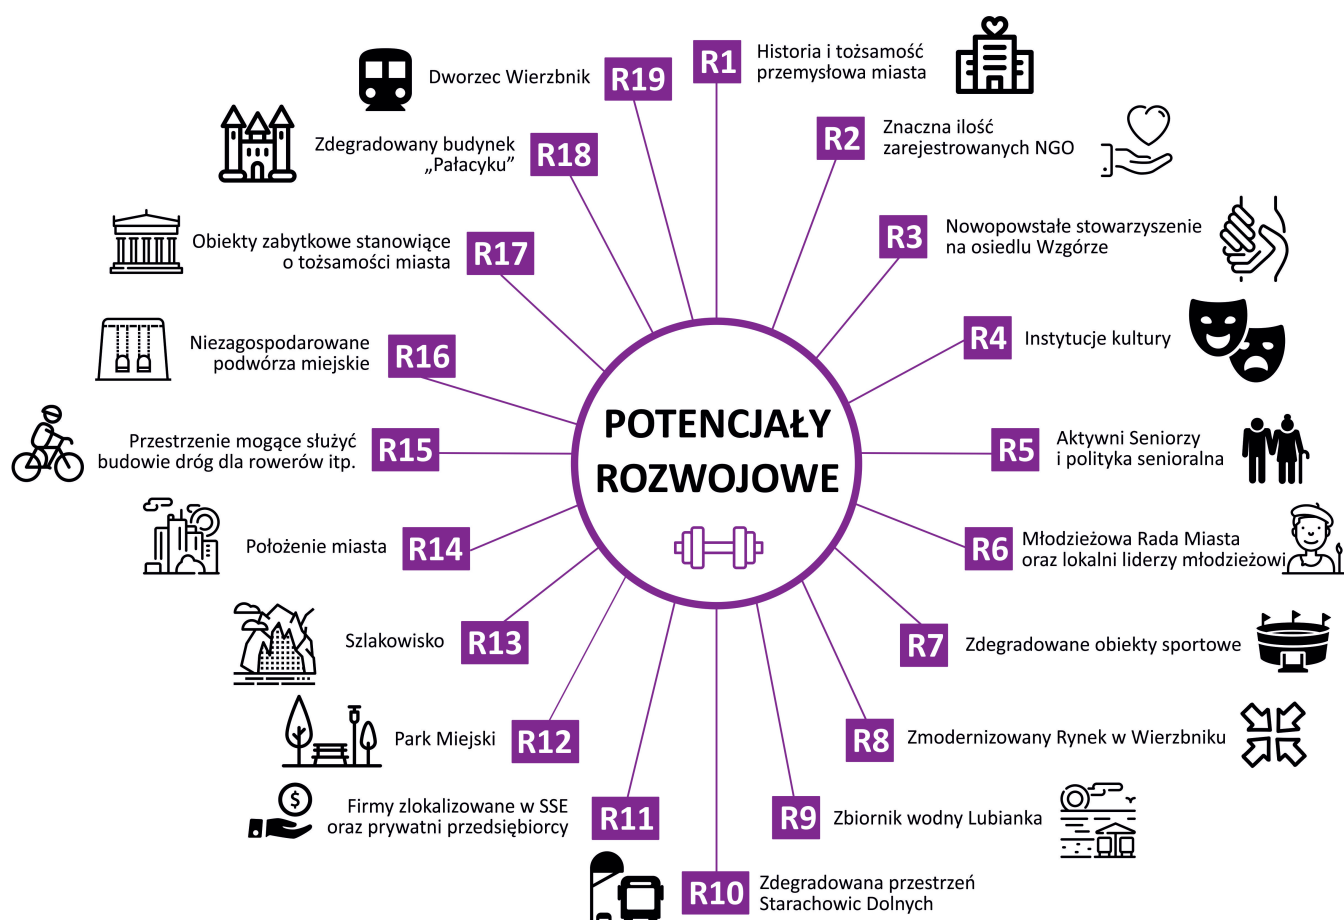 POTENCJAŁY
ROZWOJOWE
R1
Historia i tożsamość
przemysłowa miasta
R2
Znaczna ilość
zarejestrowanych NGO
R3
Nowopowstałe stowarzyszenie
na osiedlu Wzgórze
R4
Instytucje kultury
R5
Aktywni Seniorzy
i polityka senioralna
R6
Młodzieżowa Rada Miasta
oraz lokalni liderzy młodzieżowi
R7
Zdegradowane obiekty sportowe
R8
Zmodernizowany Rynek w Wierzbniku
R9
Zbiornik wodny Lubianka
R10
Zdegradowana przestrzeń
Starachowic Dolnych
R11
Firmy zlokalizowane w SSE
oraz prywatni przedsiębiorcy
$
R12
Park Miejski
R13
Szlakowisko
R14
Położenie miasta
R15
Przestrzenie mogące służyć
budowie dróg dla rowerów itp.
R16
Niezagospodarowane
podwórza miejskie
R17
Obiekty zabytkowe stanowiące
o tożsamości miasta
R18
Zdegradowany budynek
„Pałacyku”
R19
Dworzec Wierzbnik